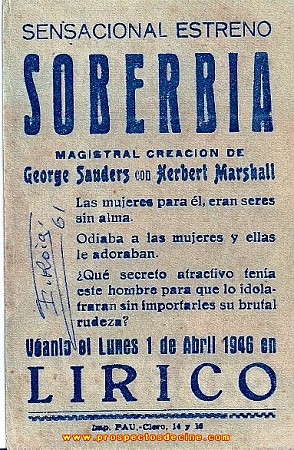 SENSACIONAL ESTRENO
SOBERBIA
MAGISTRAL CREACION DE
George Sanders con Herbert Marshall
Las mujeres para él, eran seres
sin alma.
Odiaba a las mujeres y ellas
le adoraban.
¿Qué secreto atractivo tenía
este hombre para que lo idola-
traran sin importarles su brutal
rudeza?
F. Roig
61
Véanla el Lunes 1 de Abril 1946 en
LIRICO
Imp. PAU.-Clero, 14 y 16
www.prospectosdecine.com